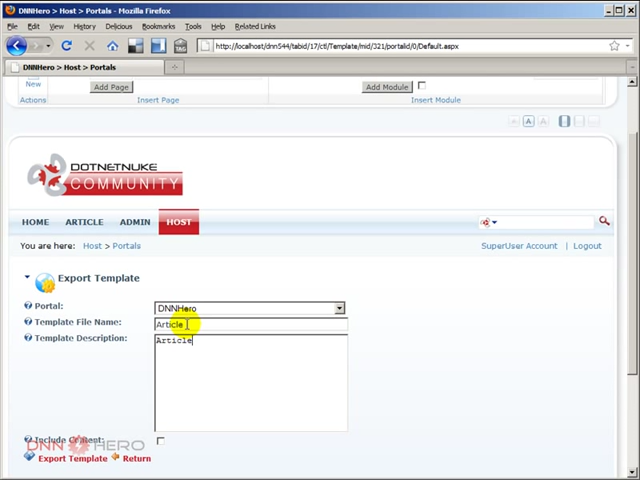 DNNHero > Host > Portals - Mozilla Firefox
File Edit View History Delicious Bookmarks Tools Help Related Links
TAG
http://localhost/dnn544/tabid/17/ctl/Template/mid/321/portalid/0/Default.aspx
DNNHero > Host > Portals
New
Add Page Add Module
Actions Insert Page Insert Module
A A A
DOTNETNUKE
COMMUNITY
HOME ARTICLE ADMIN HOST
You are here: Host > Portals SuperUser Account | Logout
Export Template
Portal: DNNHero
Template File Name: Article
Template Description: Article
Include Content:
DNN HERO
Export Template Return